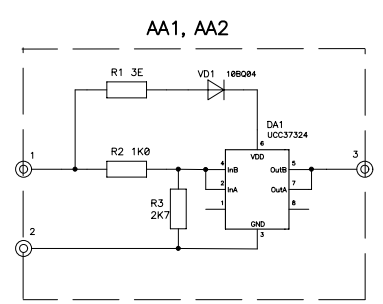 AA1, AA2
R1 3E
VD1 10BQ04
DA1
UCC37324
6
VDD
1
R2 1K0
4 InB
OutB 5
3
2 InA
OutA 7
1
8
R3
2K7
GND
3
2